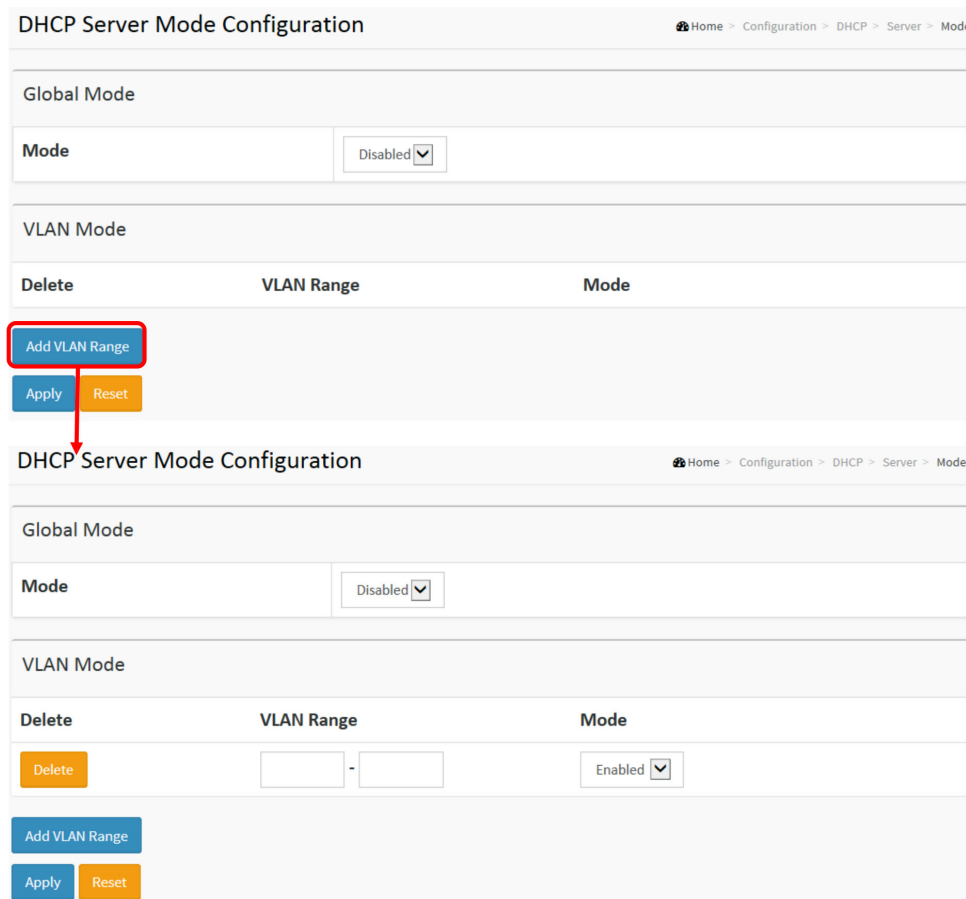 DHCP Server Mode Configuration
Home > Configuration > DHCP > Server > Mode
Global Mode
Mode Disabled
VLAN Mode
Delete VLAN Range Mode
Add VLAN Range
Apply Reset
DHCP Server Mode Configuration
Home > Configuration > DHCP > Server > Mode
Global Mode
Mode Disabled
VLAN Mode
Delete VLAN Range Mode
Delete - Enabled
Add VLAN Range
Apply Reset